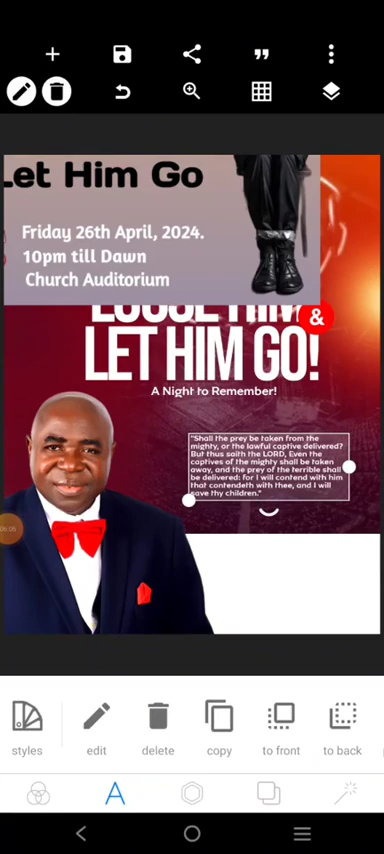 Let Him Go
Friday 26th April, 2024.
10pm till Dawn
Church Auditorium
LOOSE HIM
&
LET HIM GO!
A Night to Remember!
"Shall the prey be taken from the
mighty, or the lawful captive delivered?
But thus saith the LORD, Even the
captives of the mighty shall be taken
away, and the prey of the terrible shall
be delivered: for I will contend with him
that contendeth with thee, and I will
save thy children."
styles
edit
delete
copy
to front
to back